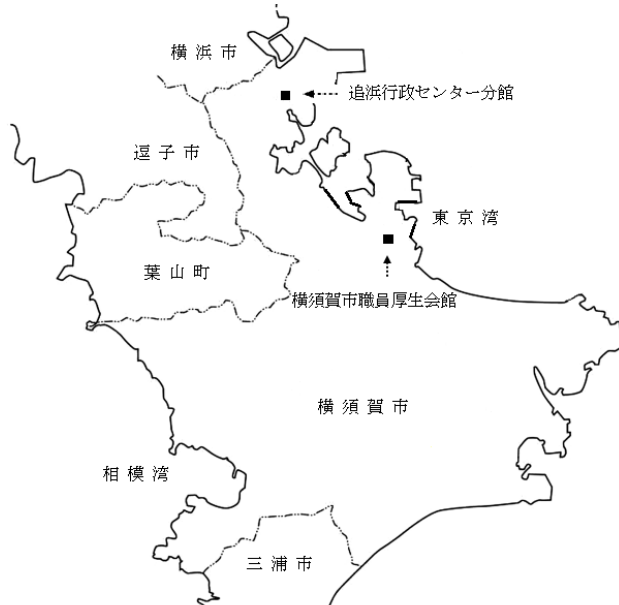 横浜市
追浜行政センター分館
逗子市
東京湾
葉山町
横須賀市職員厚生会館
横須賀市
相模湾
三浦市